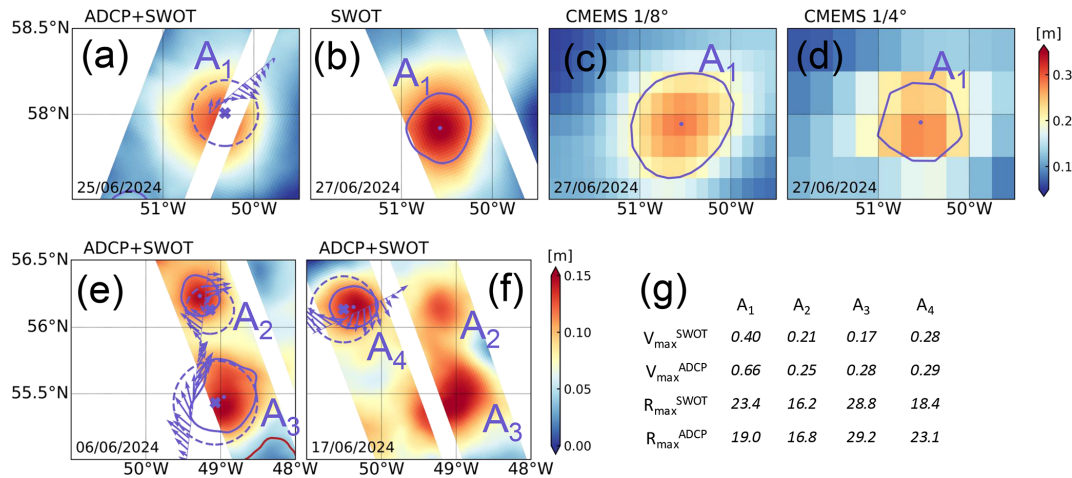 ADCP+SWOT SWOT CMEMS 1/8° CMEMS 1/4°
58.5°N [m]
(a) A₁ (b) A₁ (c) A₁ (d) A₁
0.3
58°N
0.2
0.1
25/06/2024 27/06/2024 27/06/2024 27/06/2024
51°W 50°W 51°W 50°W 51°W 50°W 51°W 50°W
ADCP+SWOT ADCP+SWOT [m]
56.5°N 0.15
(e) (f) (g)
A₂ A₂
56°N 0.10
A₄
55.5°N 0.05
A₃ A₃
06/06/2024 17/06/2024 0.00
50°W 49°W 48°W 50°W 49°W 48°W
A₁ A₂ A₃ A₄
Vmax^SWOT 0.40 0.21 0.17 0.28
Vmax^ADCP 0.66 0.25 0.28 0.29
Rmax^SWOT 23.4 16.2 28.8 18.4
Rmax^ADCP 19.0 16.8 29.2 23.1